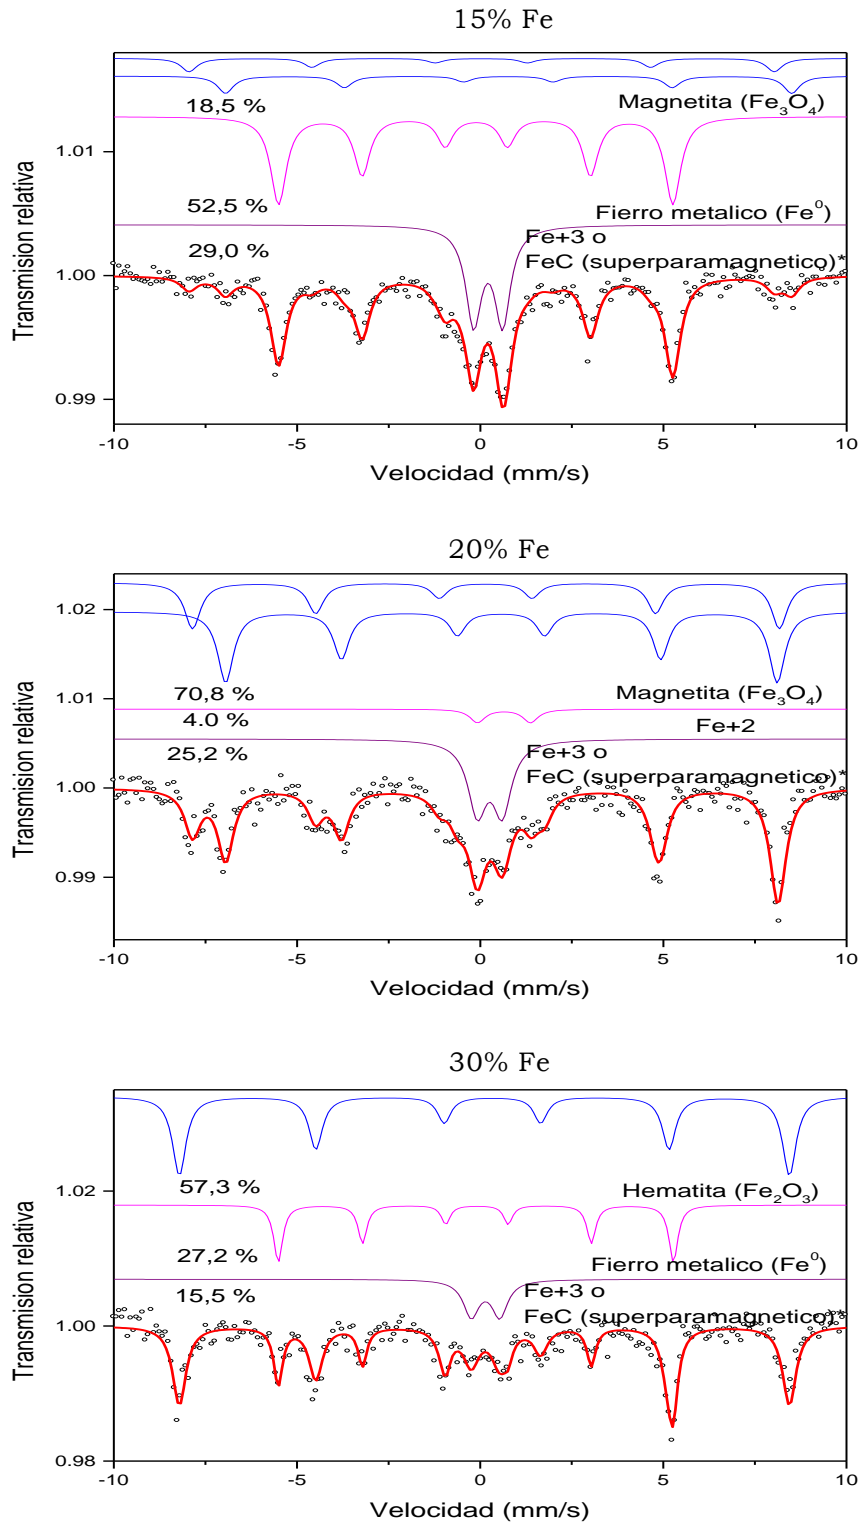 15% Fe
18,5 %
Magnetita (Fe₃O₄)
1.01
52,5 %
Fierro metalico (Fe⁰)
29,0 %
Fe+3 o
FeC (superparamagnetico)*
1.00
0.99
Transmision relativa
-10 -5 0 5 10
Velocidad (mm/s)
20% Fe
1.02
70,8 %
Magnetita (Fe₃O₄)
1.01
4.0 %
Fe+2
25,2 %
Fe+3 o
FeC (superparamagnetico)*
1.00
0.99
Transmision relativa
-10 -5 0 5 10
Velocidad (mm/s)
30% Fe
57,3 %
Hematita (Fe₂O₃)
1.02
27,2 %
Fierro metalico (Fe⁰)
15,5 %
Fe+3 o
FeC (superparamagnetico)*
1.00
0.98
Transmision relativa
-10 -5 0 5 10
Velocidad (mm/s)